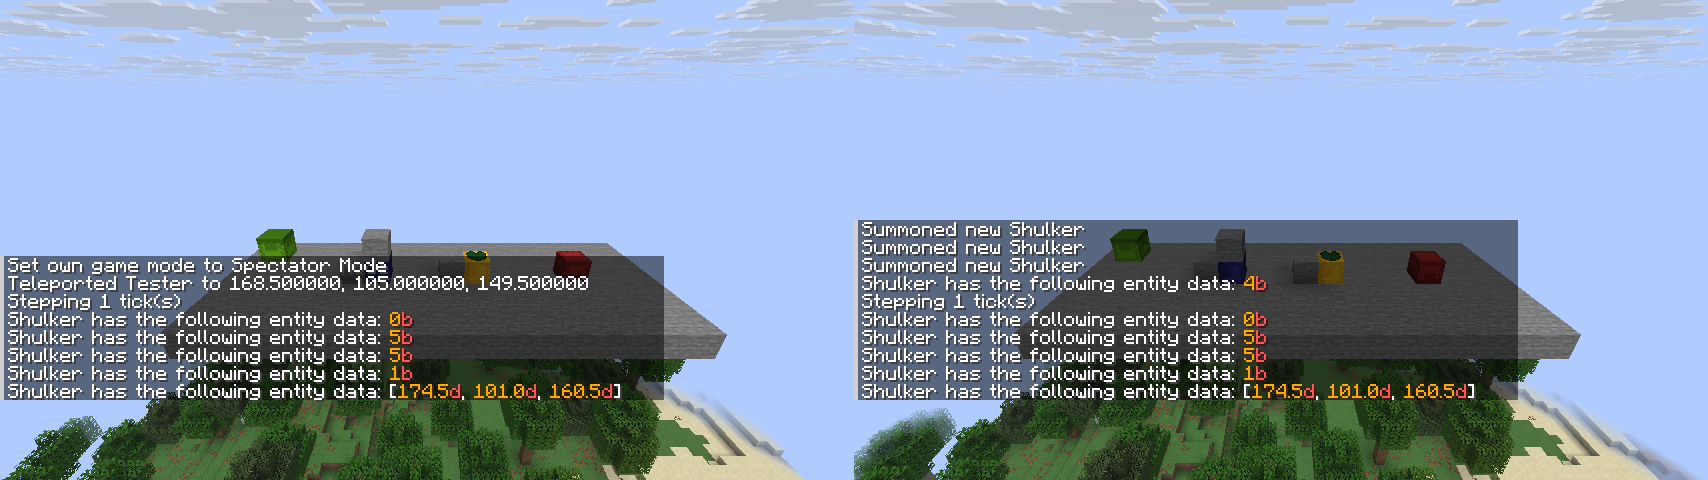 Set own game mode to Spectator Mode
Teleported Tester to 168.500000, 105.000000, 149.500000
Stepping 1 tick(s)
Shulker has the following entity data: 0b
Shulker has the following entity data: 5b
Shulker has the following entity data: 5b
Shulker has the following entity data: 1b
Shulker has the following entity data: [174.5d, 101.0d, 160.5d]
Summoned new Shulker
Summoned new Shulker
Summoned new Shulker
Shulker has the following entity data: 4b
Stepping 1 tick(s)
Shulker has the following entity data: 0b
Shulker has the following entity data: 5b
Shulker has the following entity data: 5b
Shulker has the following entity data: 1b
Shulker has the following entity data: [174.5d, 101.0d, 160.5d]